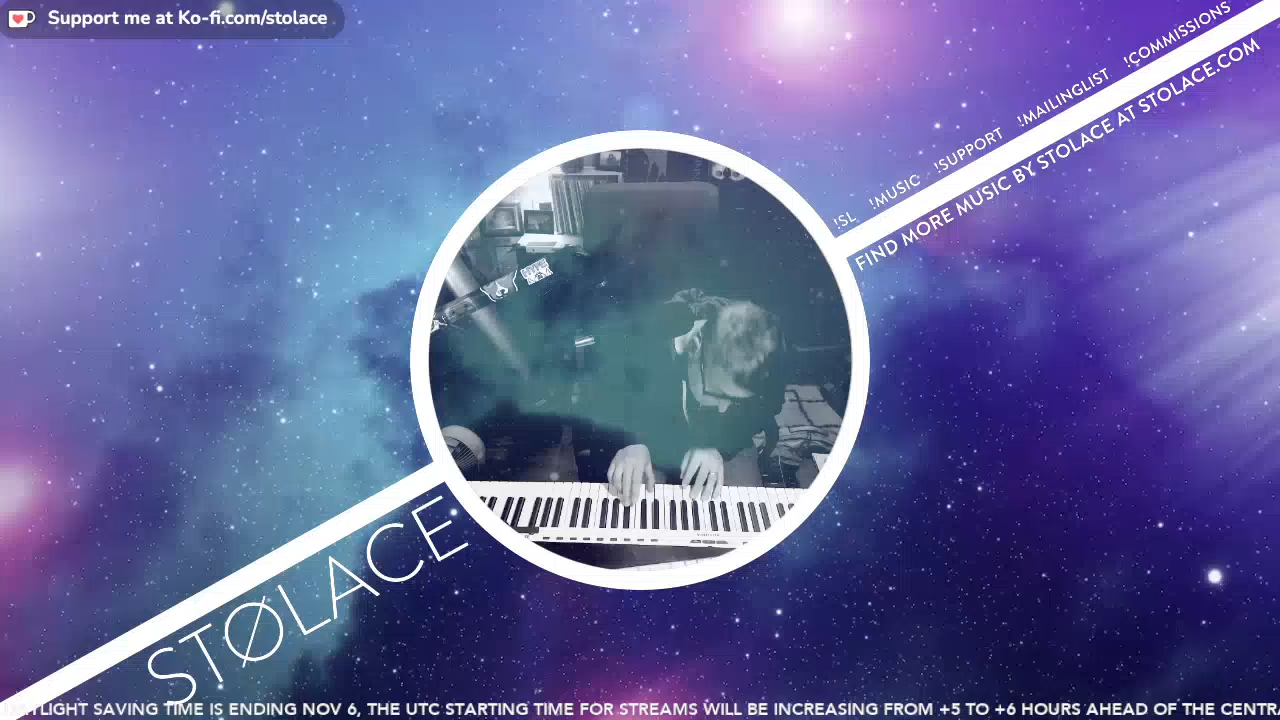 Support me at Ko-fi.com/stolace
!SL !MUSIC !SUPPORT !MAILINGLIST !COMMISSIONS
FIND MORE MUSIC BY STOLACE AT STOLACE.COM
STØLACE
LIGHT SAVING TIME IS ENDING NOV 6, THE UTC STARTING TIME FOR STREAMS WILL BE INCREASING FROM +5 TO +6 HOURS AHEAD OF THE CENTRA